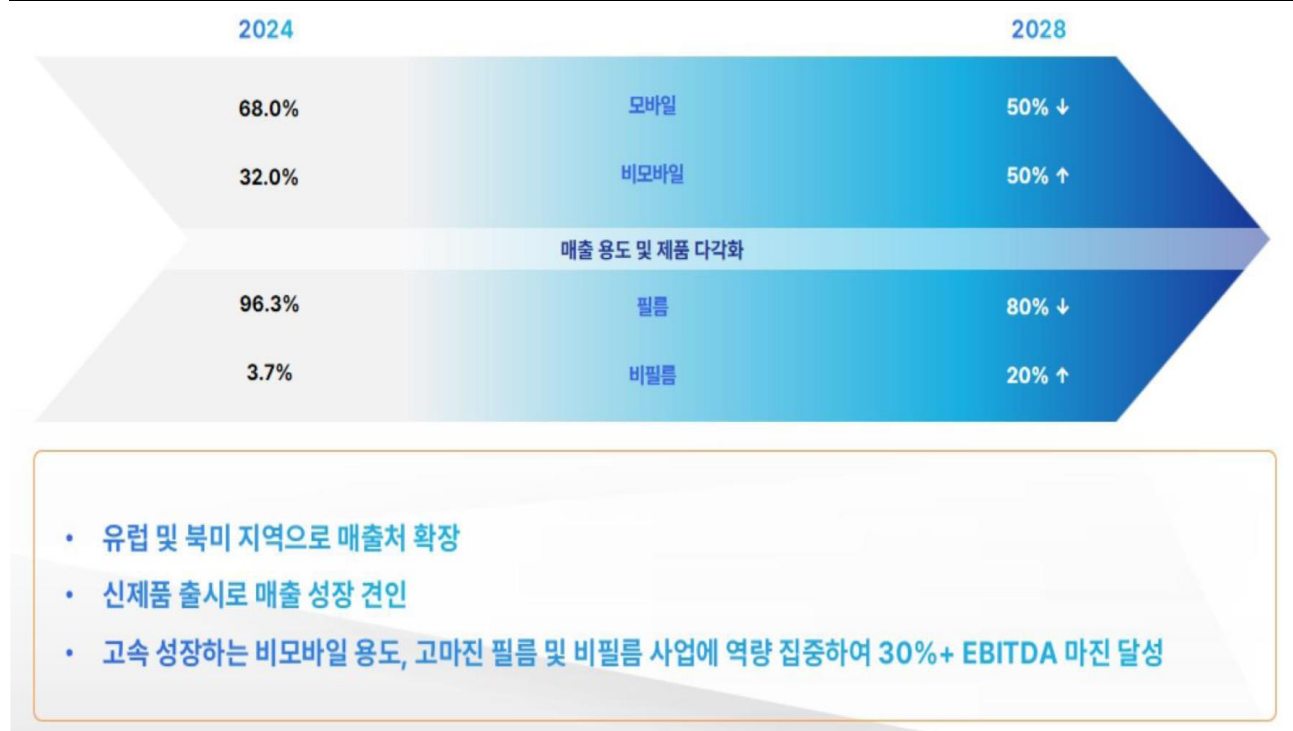 2024 2028
68.0% 모바일 50% ↓
32.0% 비모바일 50% ↑
매출 용도 및 제품 다각화
96.3% 필름 80% ↓
3.7% 비필름 20% ↑
• 유럽 및 북미 지역으로 매출처 확장
• 신제품 출시로 매출 성장 견인
• 고속 성장하는 비모바일 용도, 고마진 필름 및 비필름 사업에 역량 집중하여 30%+ EBITDA 마진 달성